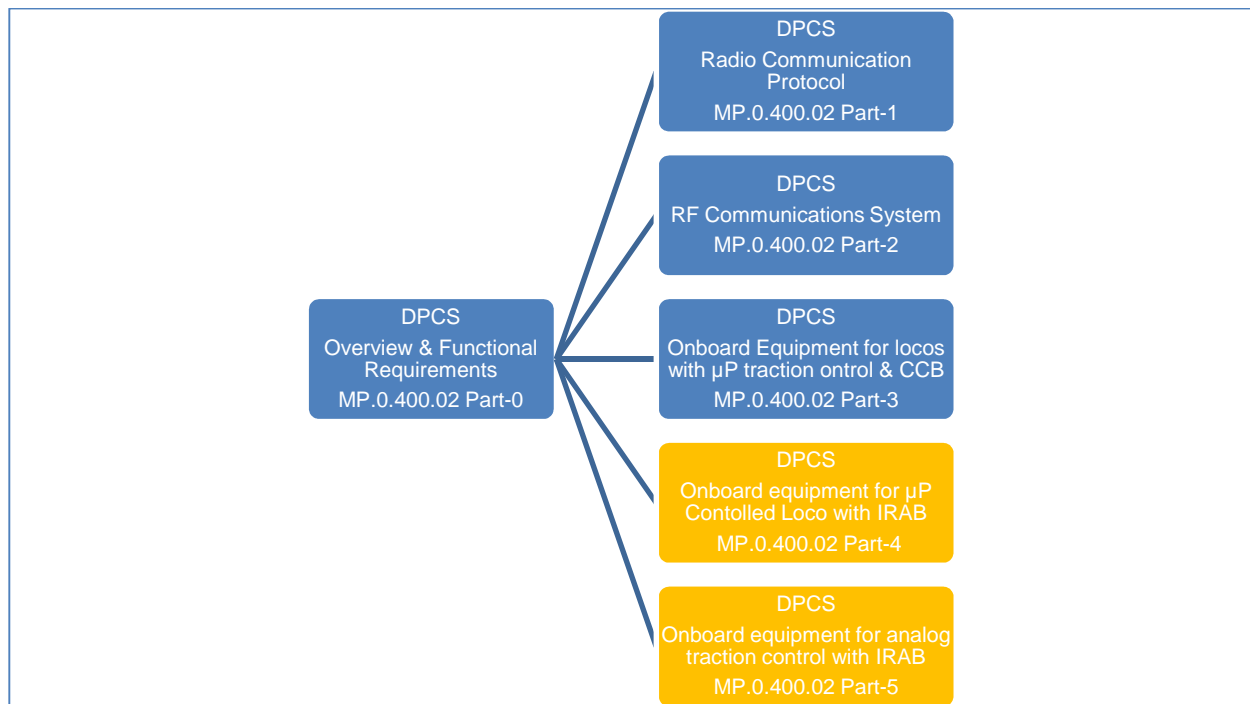 DPCS
Radio Communication
Protocol
MP.0.400.02 Part-1
DPCS
RF Communications System
MP.0.400.02 Part-2
DPCS
Overview & Functional
Requirements
MP.0.400.02 Part-0
DPCS
Onboard Equipment for locos
with µP traction ontrol & CCB
MP.0.400.02 Part-3
DPCS
Onboard equipment for µP
Contolled Loco with IRAB
MP.0.400.02 Part-4
DPCS
Onboard equipment for analog
traction control with IRAB
MP.0.400.02 Part-5